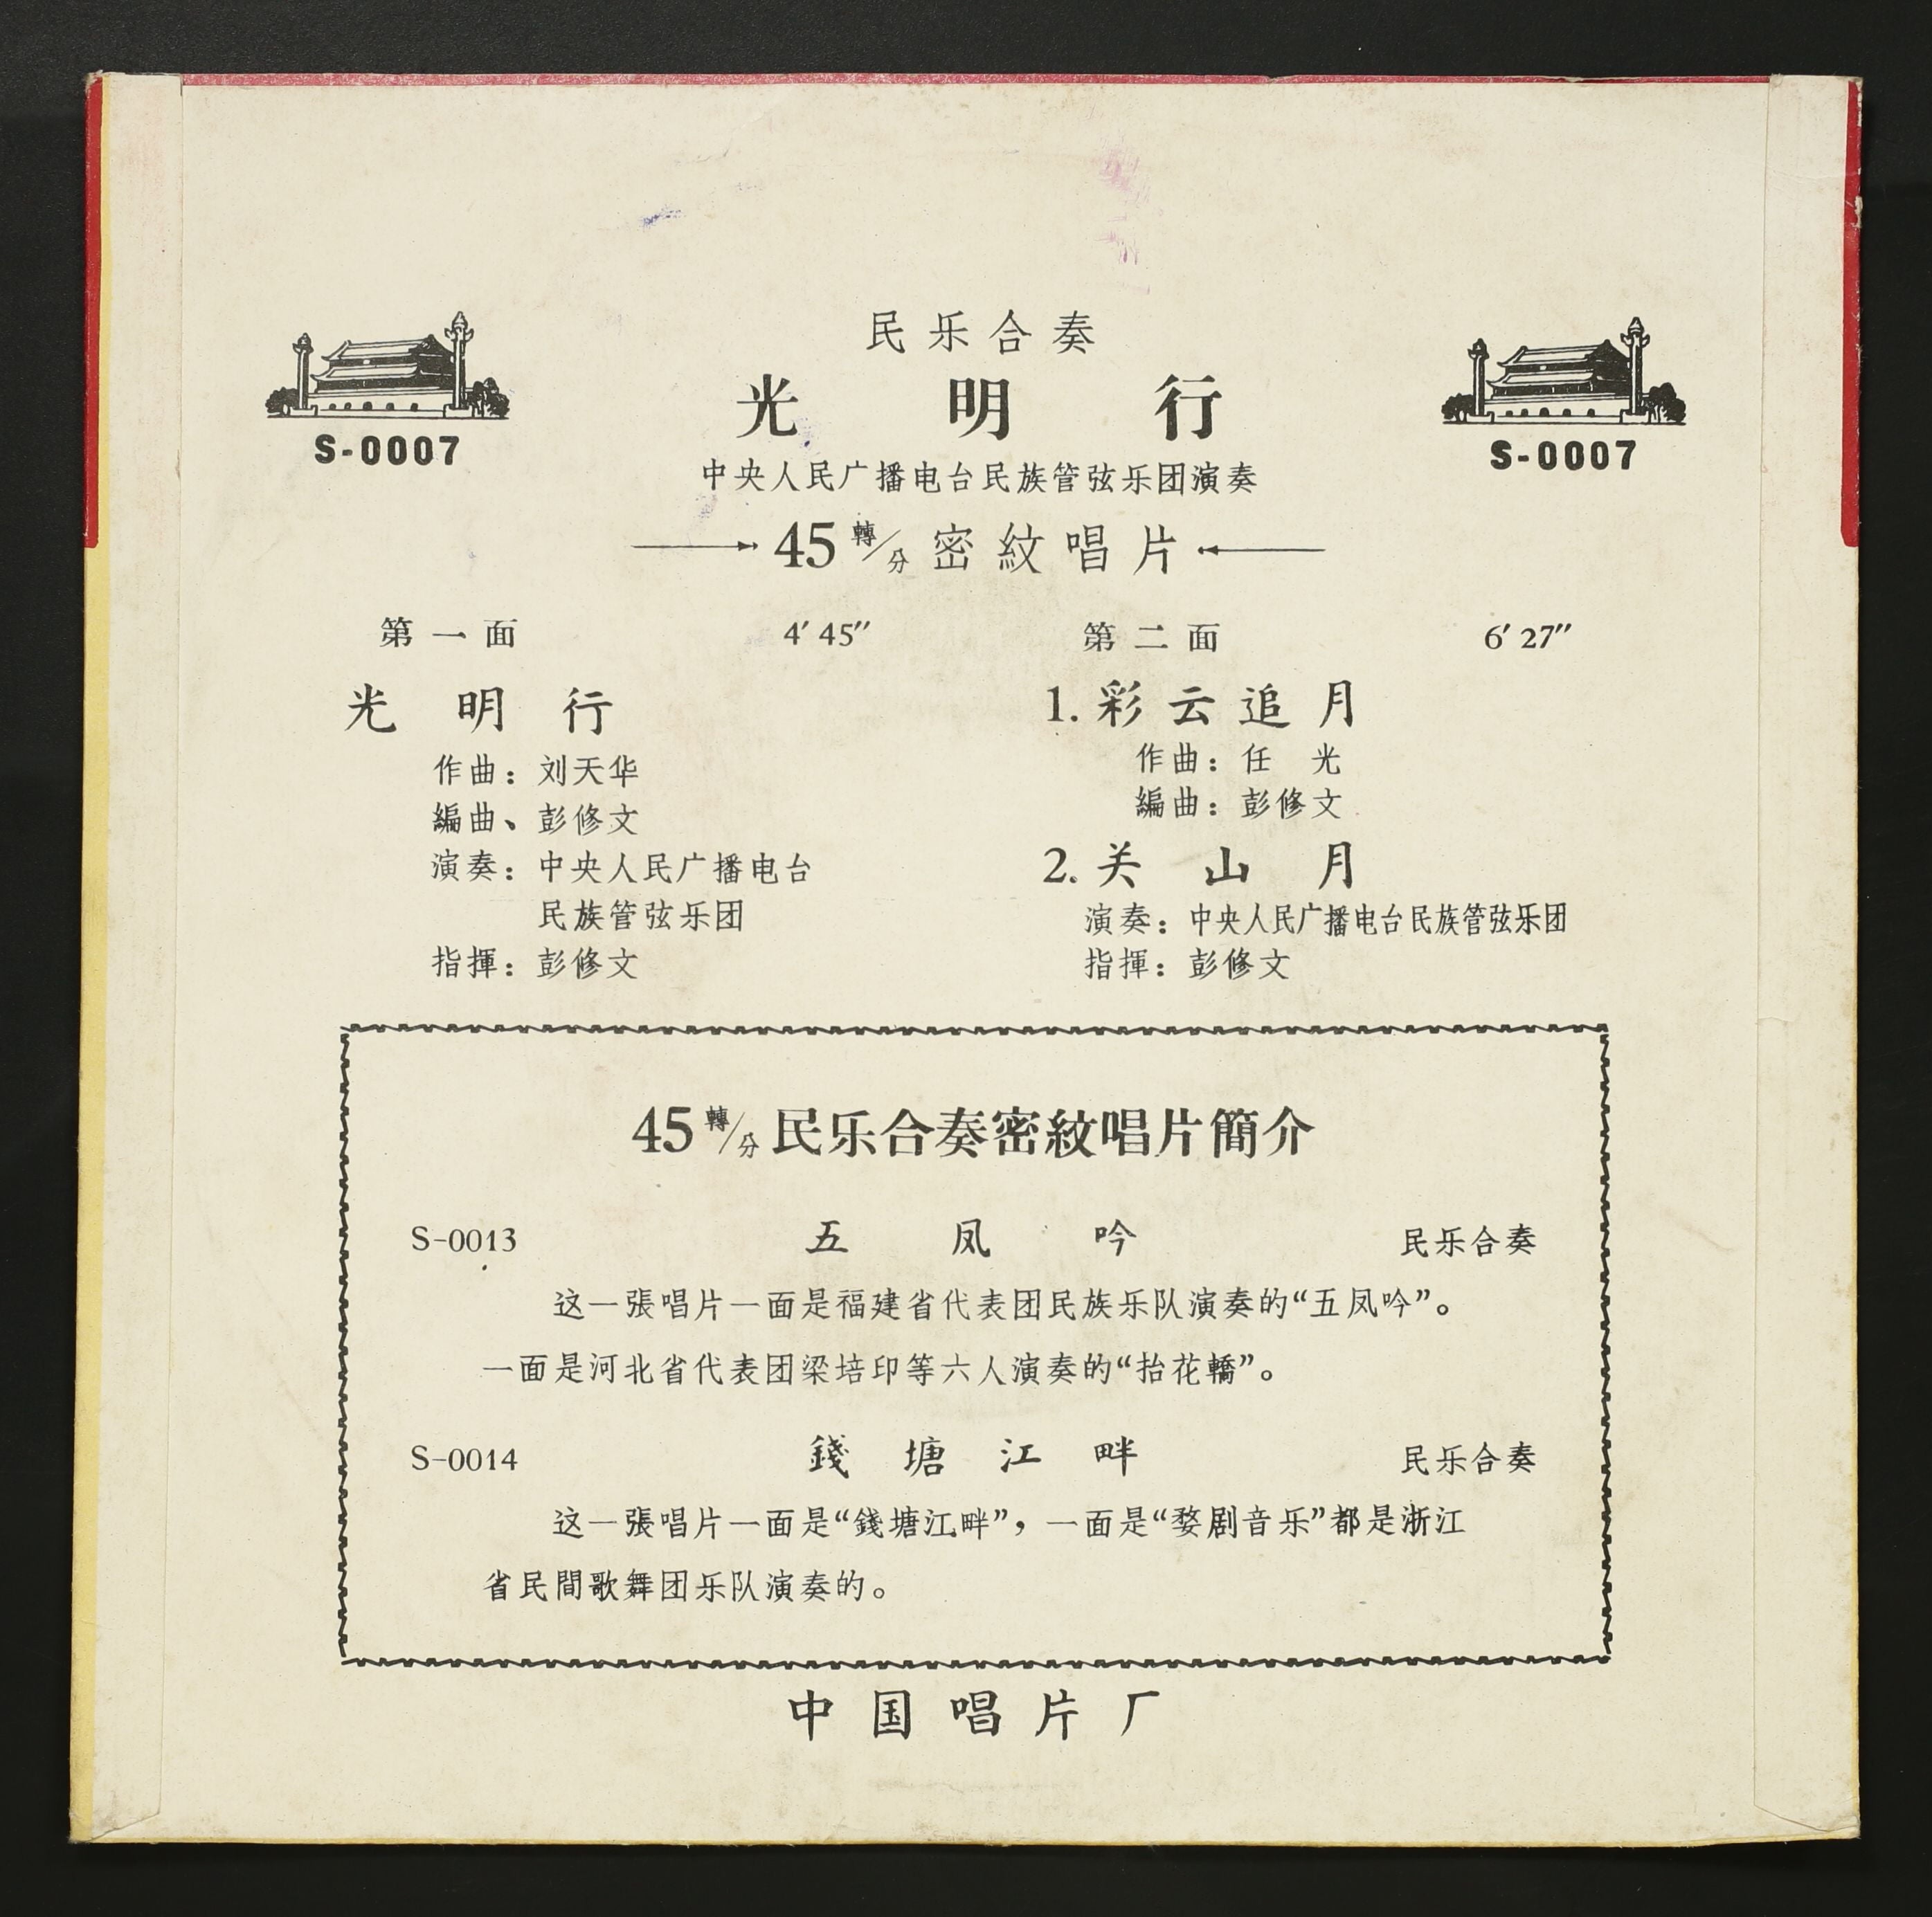 民乐合奏
光明行
S-0007
S-0007
中央人民广播电台民族管弦乐团演奏
45轉/分密紋唱片
第一面 4′45″
光明行
作曲：刘天华
編曲、彭修文
演奏：中央人民广播电台
民族管弦乐团
指揮：彭修文
第二面 6′27″
1.彩云追月
作曲：任光
編曲：彭修文
2.关山月
演奏：中央人民广播电台民族管弦乐团
指揮：彭修文
45轉/分民乐合奏密紋唱片簡介
S-0013 五凤吟 民乐合奏
这一張唱片一面是福建省代表团民族乐队演奏的“五凤吟”。
一面是河北省代表团梁培印等六人演奏的“抬花轎”。
S-0014 錢塘江畔 民乐合奏
这一張唱片一面是“錢塘江畔”，一面是“婺剧音乐”都是浙江
省民間歌舞团乐队演奏的。
中国唱片厂